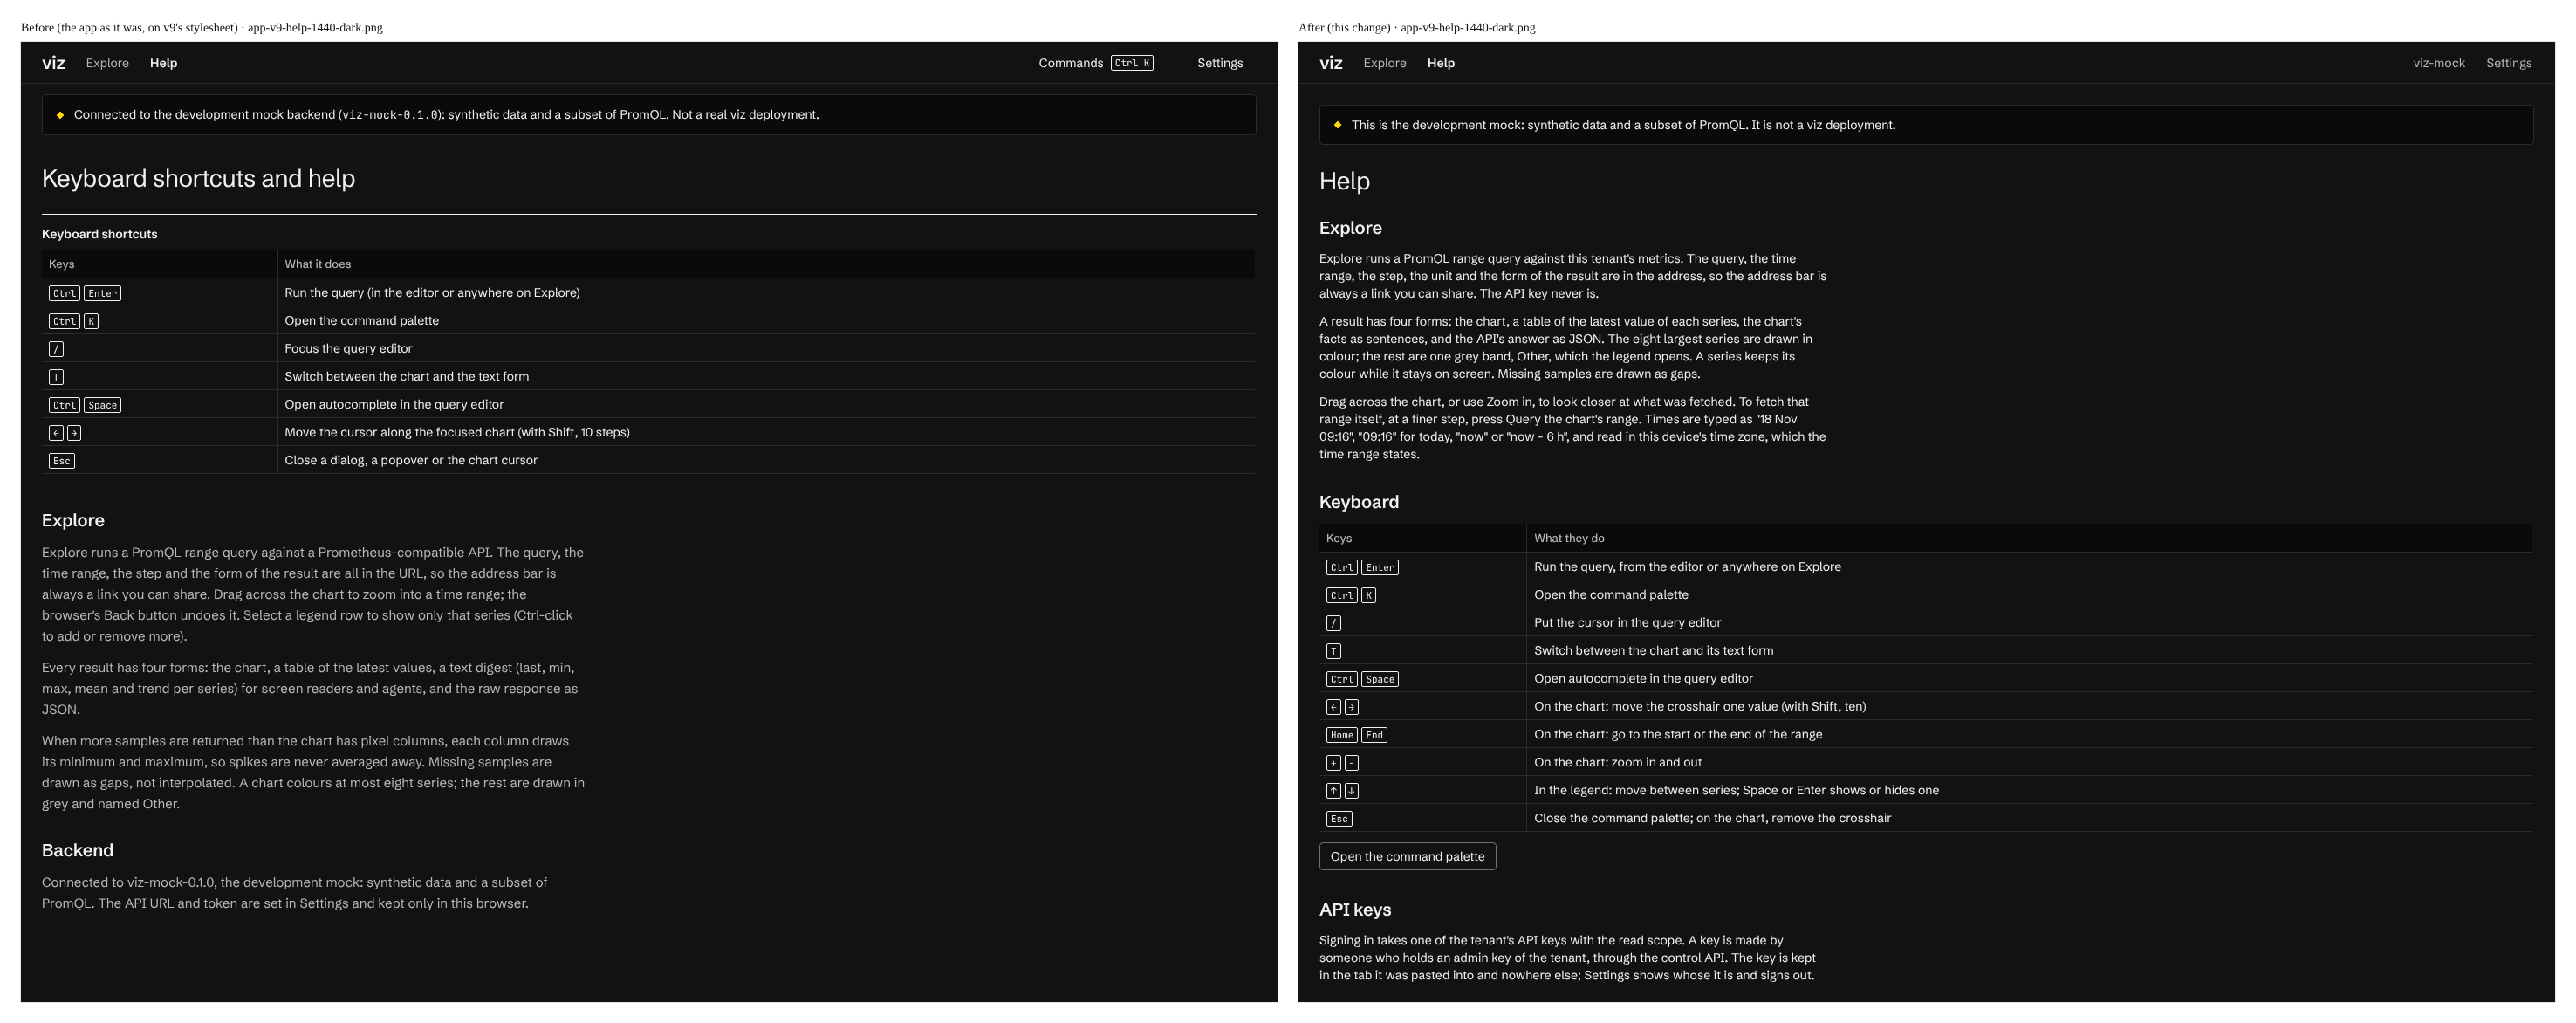 Before (the app as it was, on v9's stylesheet) · app-v9-help-1440-dark.png
viz Explore Help Commands Ctrl K Settings
Connected to the development mock backend (viz-mock-0.1.0): synthetic data and a subset of PromQL. Not a real viz deployment.
Keyboard shortcuts and help
Keyboard shortcuts
Keys What it does
Ctrl Enter Run the query (in the editor or anywhere on Explore)
Ctrl K Open the command palette
/ Focus the query editor
T Switch between the chart and the text form
Ctrl Space Open autocomplete in the query editor
← → Move the cursor along the focused chart (with Shift, 10 steps)
Esc Close a dialog, a popover or the chart cursor
Explore
Explore runs a PromQL range query against a Prometheus-compatible API. The query, the
time range, the step and the form of the result are all in the URL, so the address bar is
always a link you can share. Drag across the chart to zoom into a time range; the
browser's Back button undoes it. Select a legend row to show only that series (Ctrl-click
to add or remove more).
Every result has four forms: the chart, a table of the latest values, a text digest (last, min,
max, mean and trend per series) for screen readers and agents, and the raw response as
JSON.
When more samples are returned than the chart has pixel columns, each column draws
its minimum and maximum, so spikes are never averaged away. Missing samples are
drawn as gaps, not interpolated. A chart colours at most eight series; the rest are drawn in
grey and named Other.
Backend
Connected to viz-mock-0.1.0, the development mock: synthetic data and a subset of
PromQL. The API URL and token are set in Settings and kept only in this browser.
After (this change) · app-v9-help-1440-dark.png
viz Explore Help viz-mock Settings
This is the development mock: synthetic data and a subset of PromQL. It is not a viz deployment.
Help
Explore
Explore runs a PromQL range query against this tenant's metrics. The query, the time
range, the step, the unit and the form of the result are in the address, so the address bar is
always a link you can share. The API key never is.
A result has four forms: the chart, a table of the latest value of each series, the chart's
facts as sentences, and the API's answer as JSON. The eight largest series are drawn in
colour; the rest are one grey band, Other, which the legend opens. A series keeps its
colour while it stays on screen. Missing samples are drawn as gaps.
Drag across the chart, or use Zoom in, to look closer at what was fetched. To fetch that
range itself, at a finer step, press Query the chart's range. Times are typed as "18 Nov
09:16", "09:16" for today, "now" or "now - 6 h", and read in this device's time zone, which the
time range states.
Keyboard
Keys What they do
Ctrl Enter Run the query, from the editor or anywhere on Explore
Ctrl K Open the command palette
/ Put the cursor in the query editor
T Switch between the chart and its text form
Ctrl Space Open autocomplete in the query editor
← → On the chart: move the crosshair one value (with Shift, ten)
Home End On the chart: go to the start or the end of the range
+ - On the chart: zoom in and out
↑ ↓ In the legend: move between series; Space or Enter shows or hides one
Esc Close the command palette; on the chart, remove the crosshair
Open the command palette
API keys
Signing in takes one of the tenant's API keys with the read scope. A key is made by
someone who holds an admin key of the tenant, through the control API. The key is kept
in the tab it was pasted into and nowhere else; Settings shows whose it is and signs out.